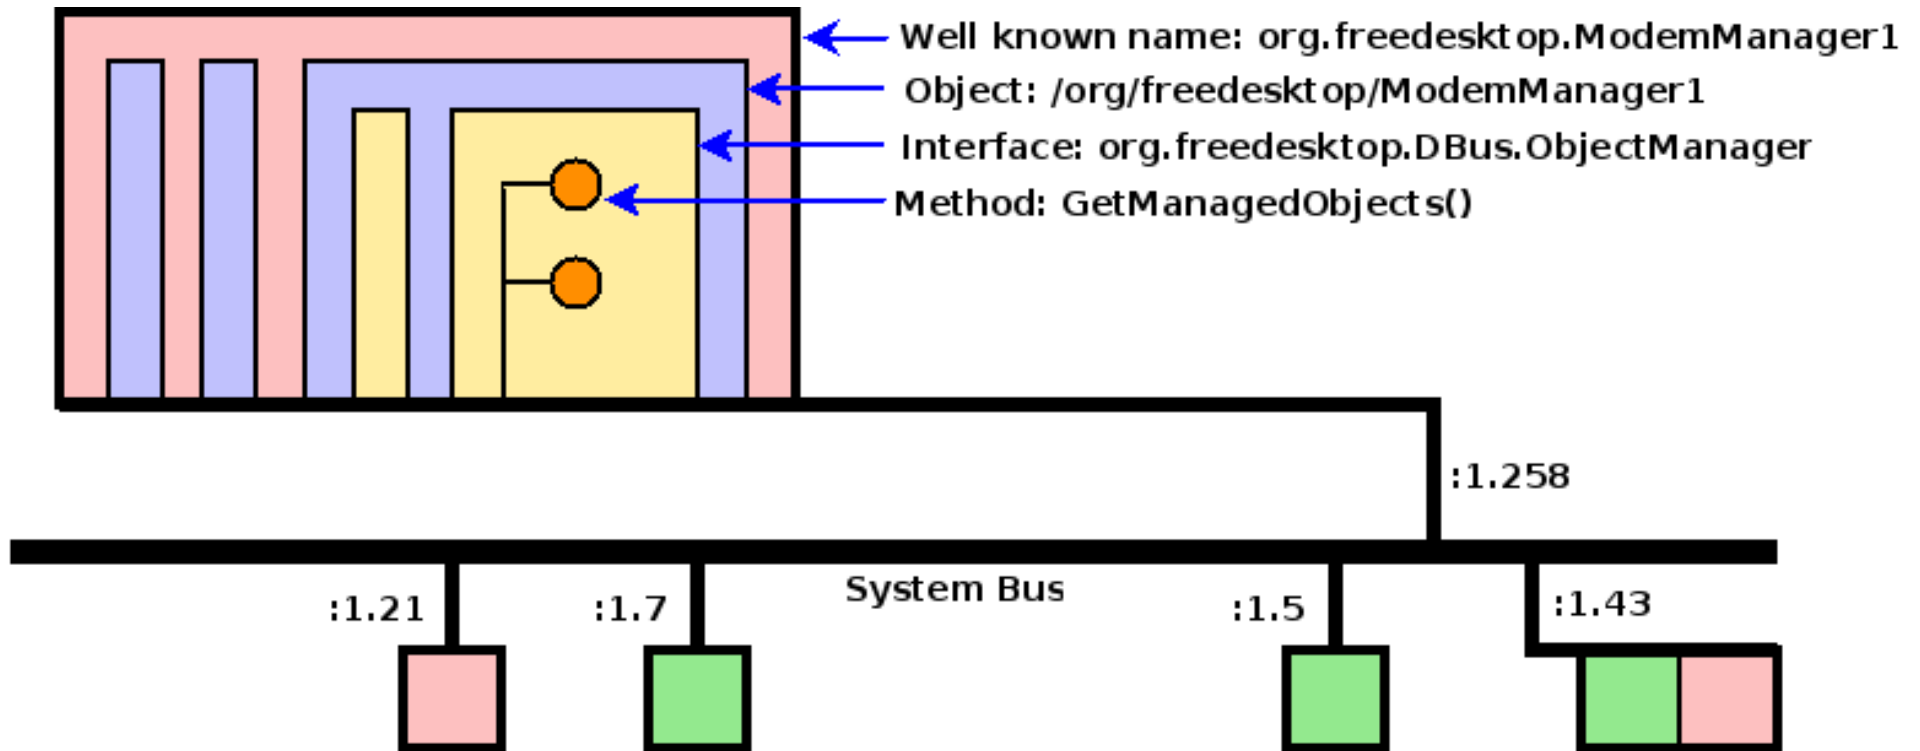 Well known name: org.freedesktop.ModemManager1
Object: /org/freedesktop/ModemManager1
Interface: org.freedesktop.DBus.ObjectManager
Method: GetManagedObjects()
:1.258
System Bus
:1.21
:1.7
:1.5
:1.43